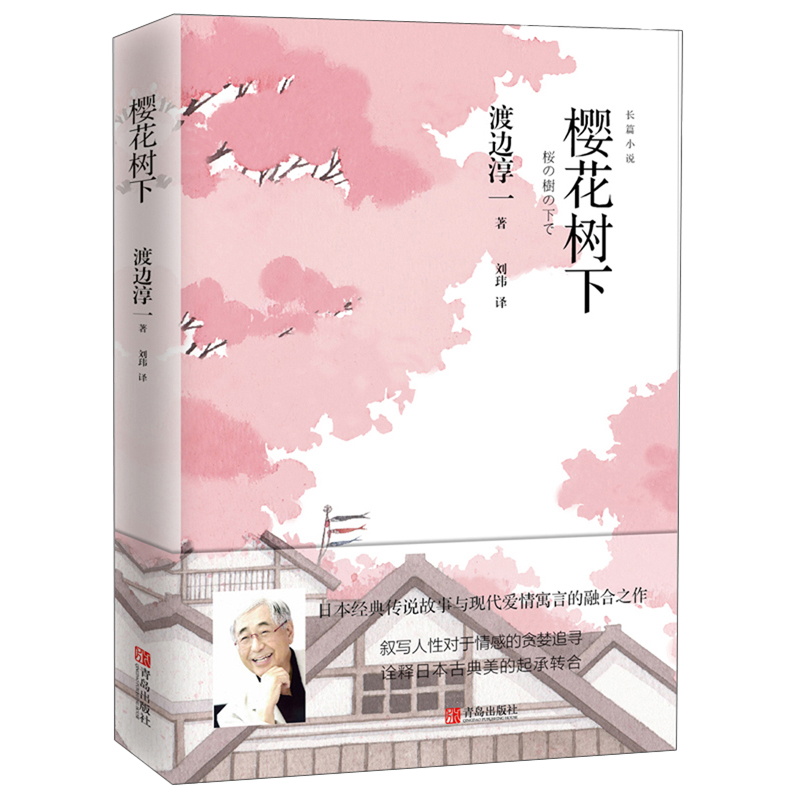 长篇小说
樱花树下
桜の樹の下で
渡边淳一 著
刘玮 译
日本经典传说故事与现代爱情寓言的融合之作
叙写人性对于情感的贪婪追寻
诠释日本古典美的起承转合
青岛出版社
QINGDAO PUBLISHING HOUSE
樱花树下
渡边淳一 著
刘玮 译
青岛出版社